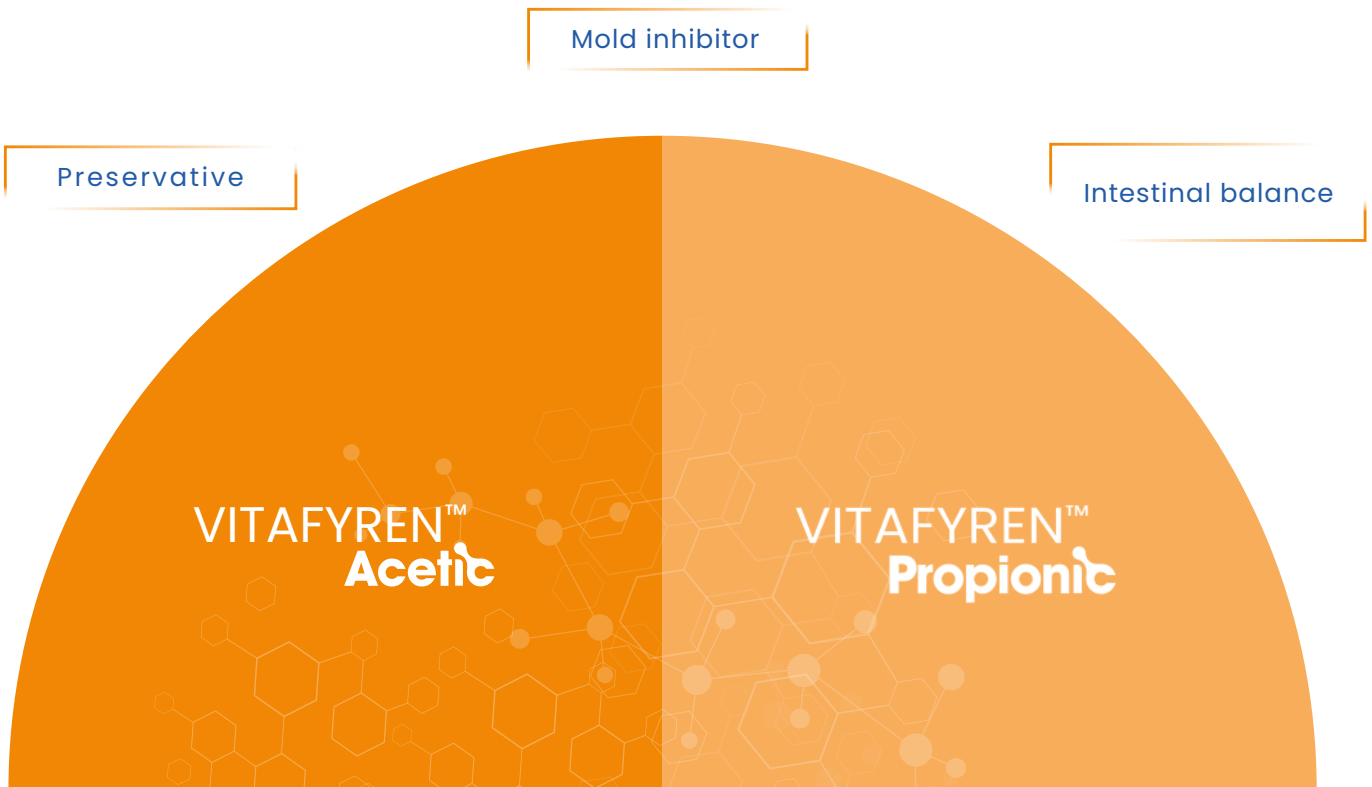 Mold inhibitor
Preservative
Intestinal balance
VITAFYREN™
Acetic
VITAFYREN™
Propionic